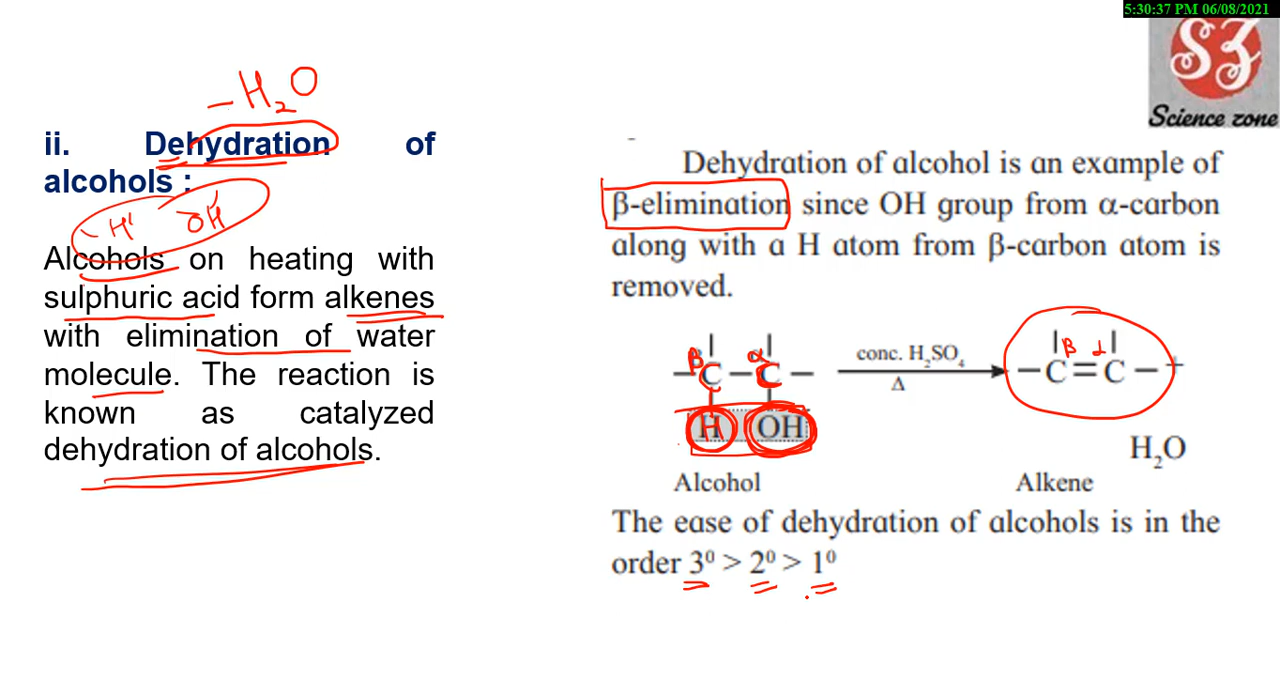 5:30:37 PM 06/08/2021
SZ
Science zone
– H₂O
ii. Dehydration of
alcohols :
H OH
Alcohols on heating with
sulphuric acid form alkenes
with elimination of water
molecule. The reaction is
known as catalyzed
dehydration of alcohols.
Dehydration of alcohol is an example of
β-elimination since OH group from α-carbon
along with a H atom from β-carbon atom is
removed.
β α
–C–C– conc. H₂SO₄ –C=C– +
Δ
β α
H OH
H₂O
Alcohol Alkene
The ease of dehydration of alcohols is in the
order 3⁰ > 2⁰ > 1⁰